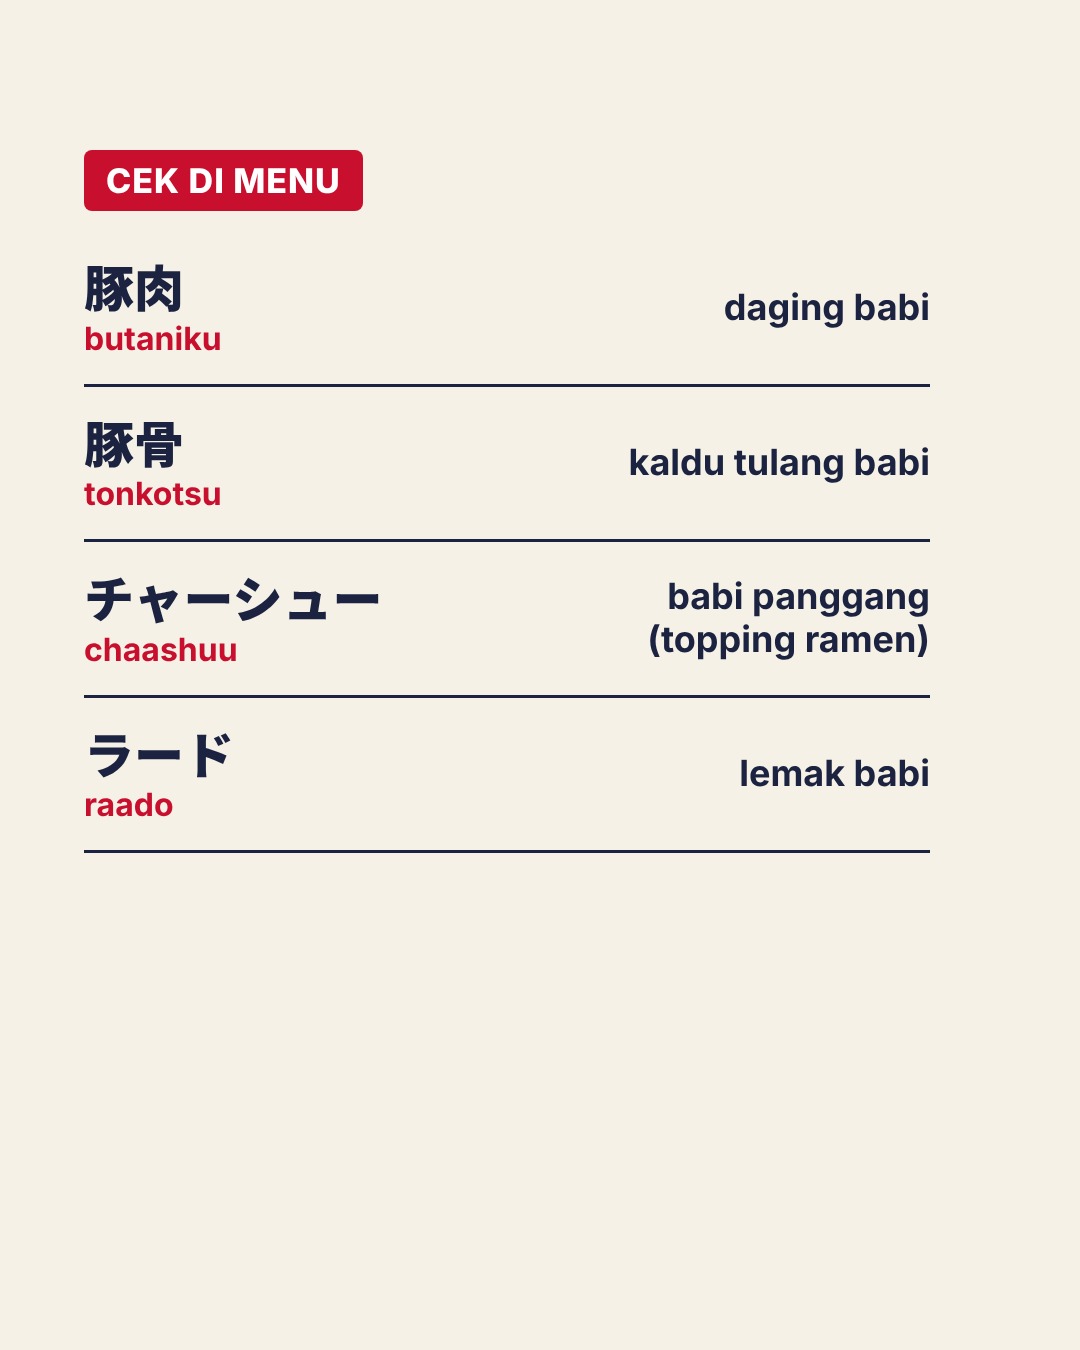 CEK DI MENU
豚肉
butaniku
daging babi
豚骨
tonkotsu
kaldu tulang babi
チャーシュー
chaashuu
babi panggang
(topping ramen)
ラード
raado
lemak babi